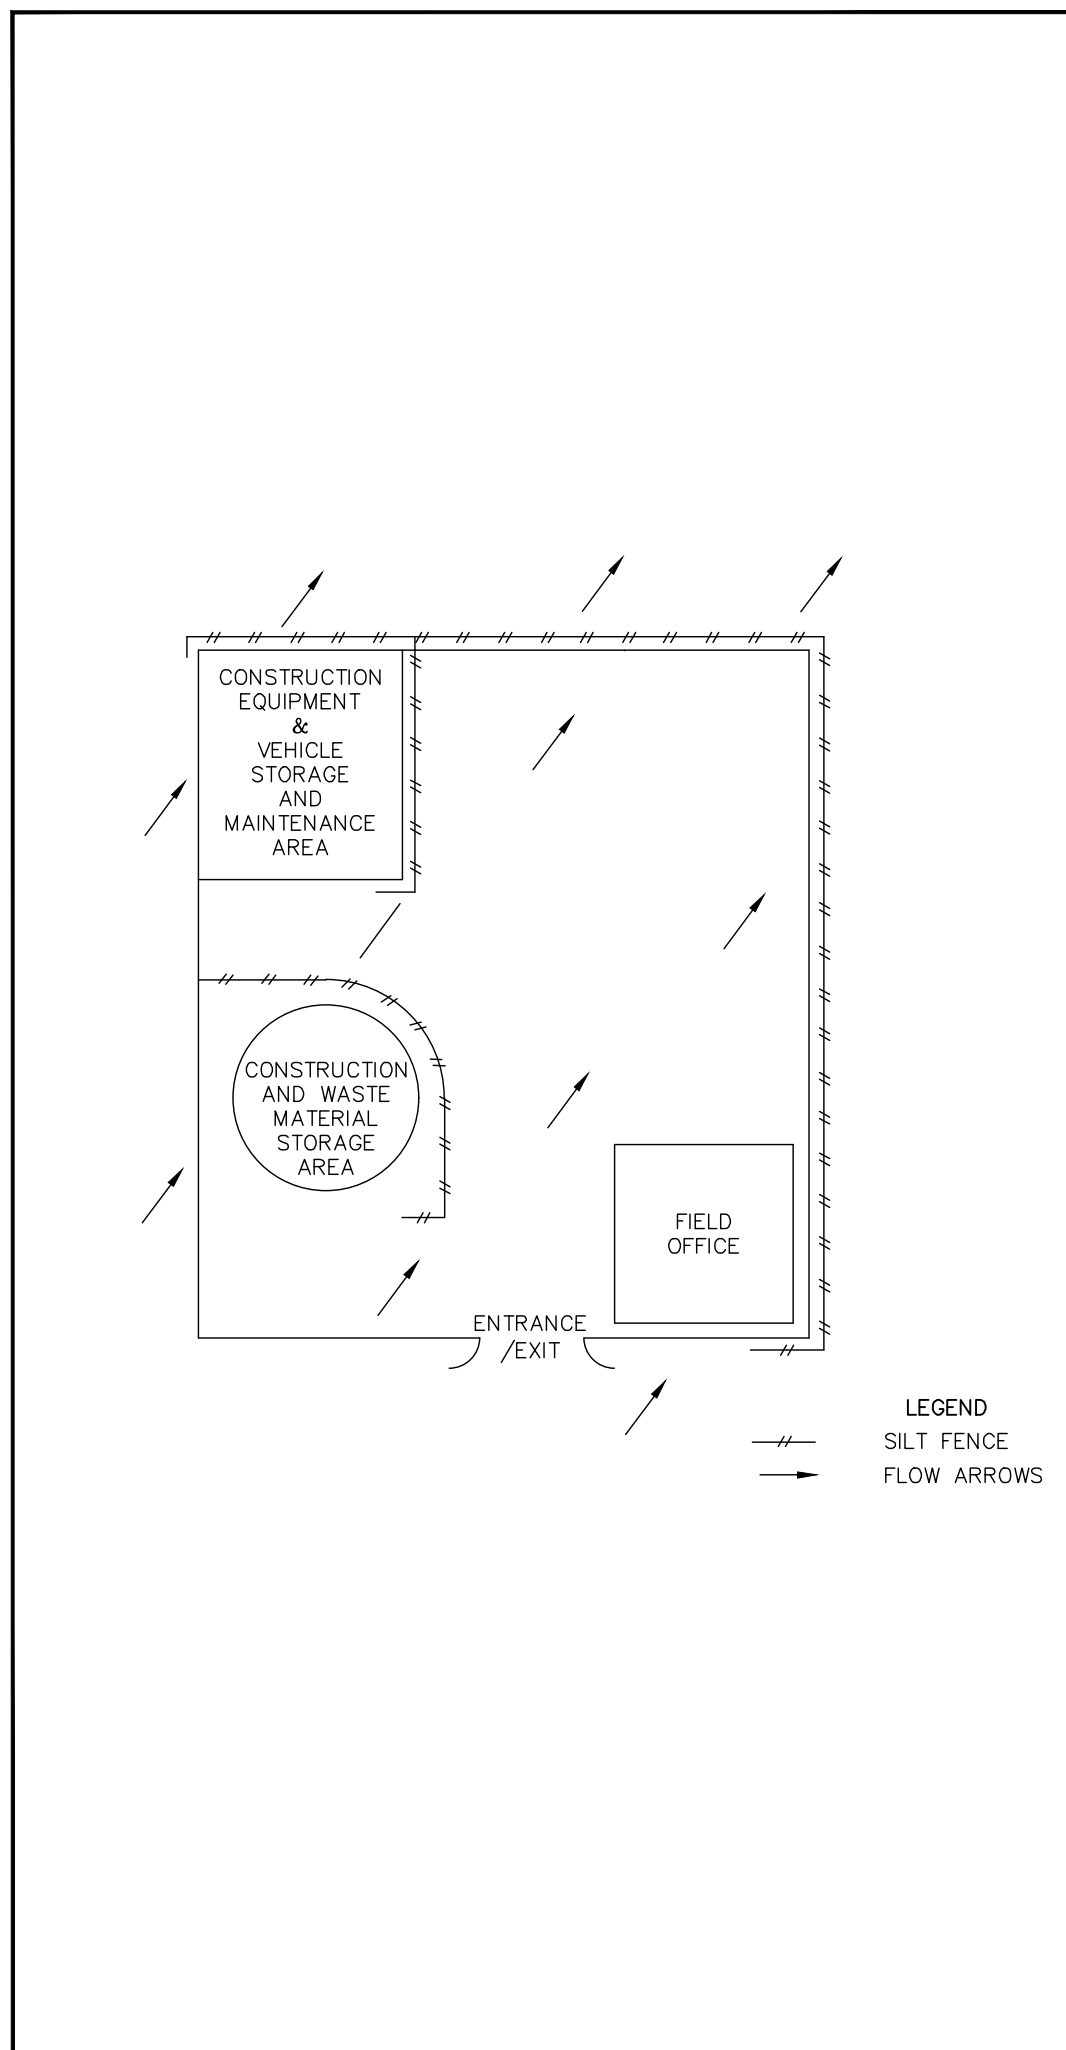 CONSTRUCTION
EQUIPMENT
&
VEHICLE
STORAGE
AND
MAINTENANCE
AREA
CONSTRUCTION
AND WASTE
MATERIAL
STORAGE
AREA
FIELD
OFFICE
ENTRANCE
/EXIT
LEGEND
SILT FENCE
FLOW ARROWS